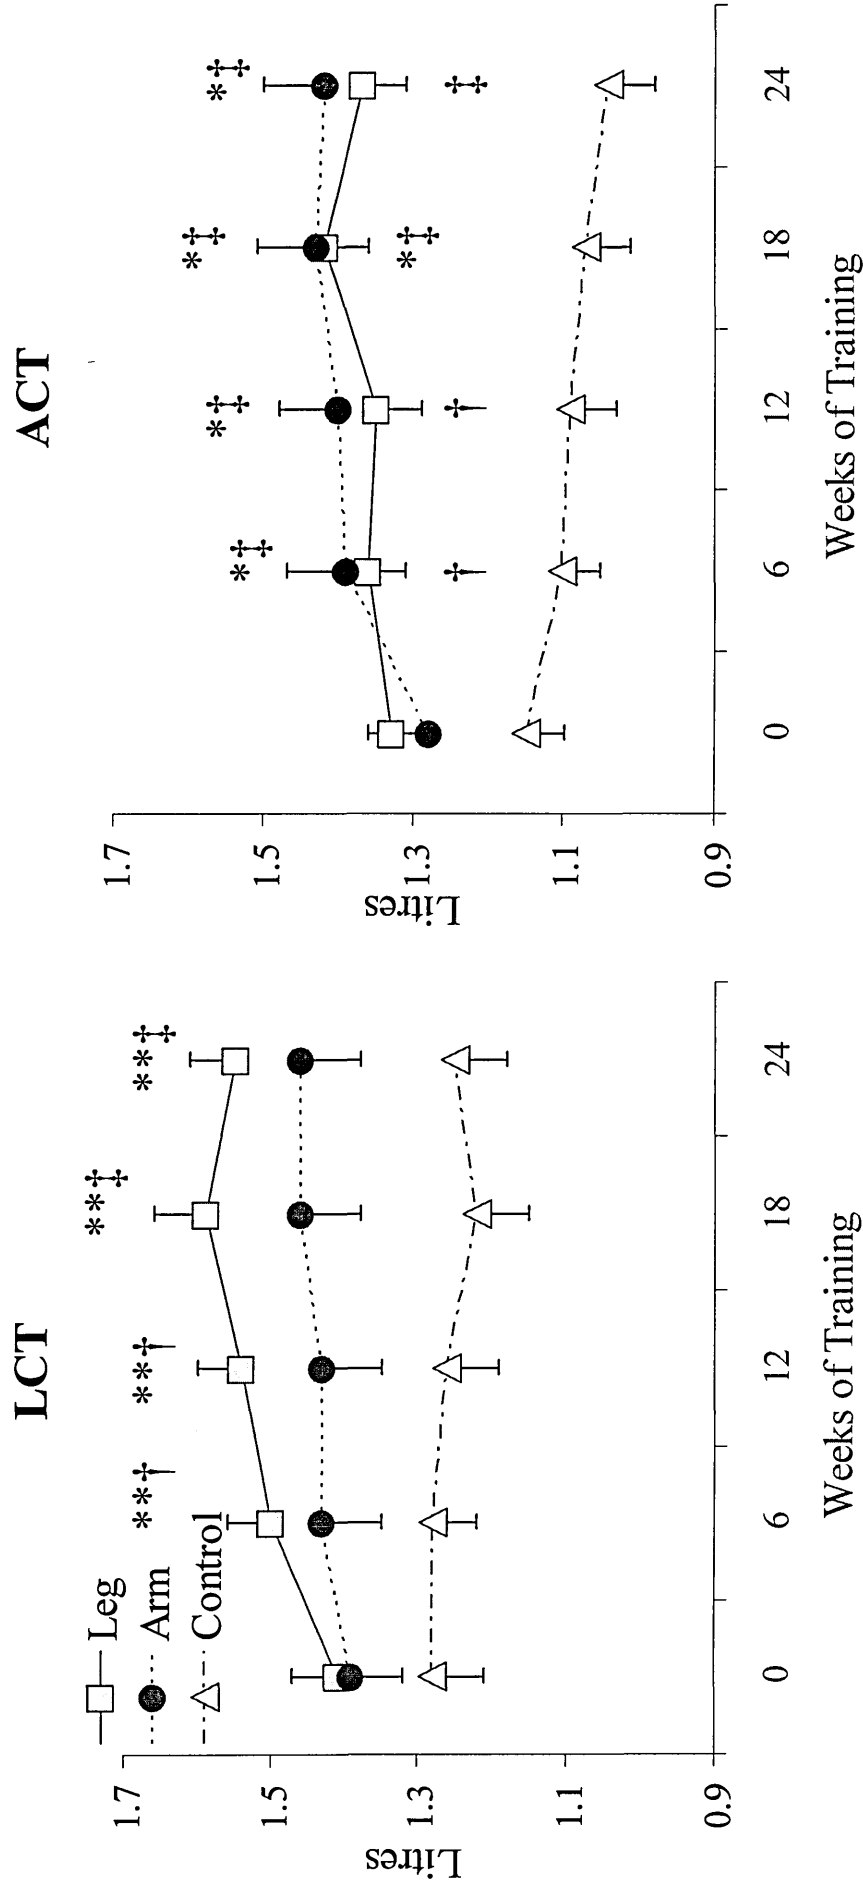 LCT
Leg
Arm
Control
Litres
1.7
1.5
1.3
1.1
0.9
**†
**†
**‡
**‡
0 6 12 18 24
Weeks of Training
ACT
Litres
1.7
1.5
1.3
1.1
0.9
*‡
*‡
*‡
*‡
†
†
*‡
‡
0 6 12 18 24
Weeks of Training